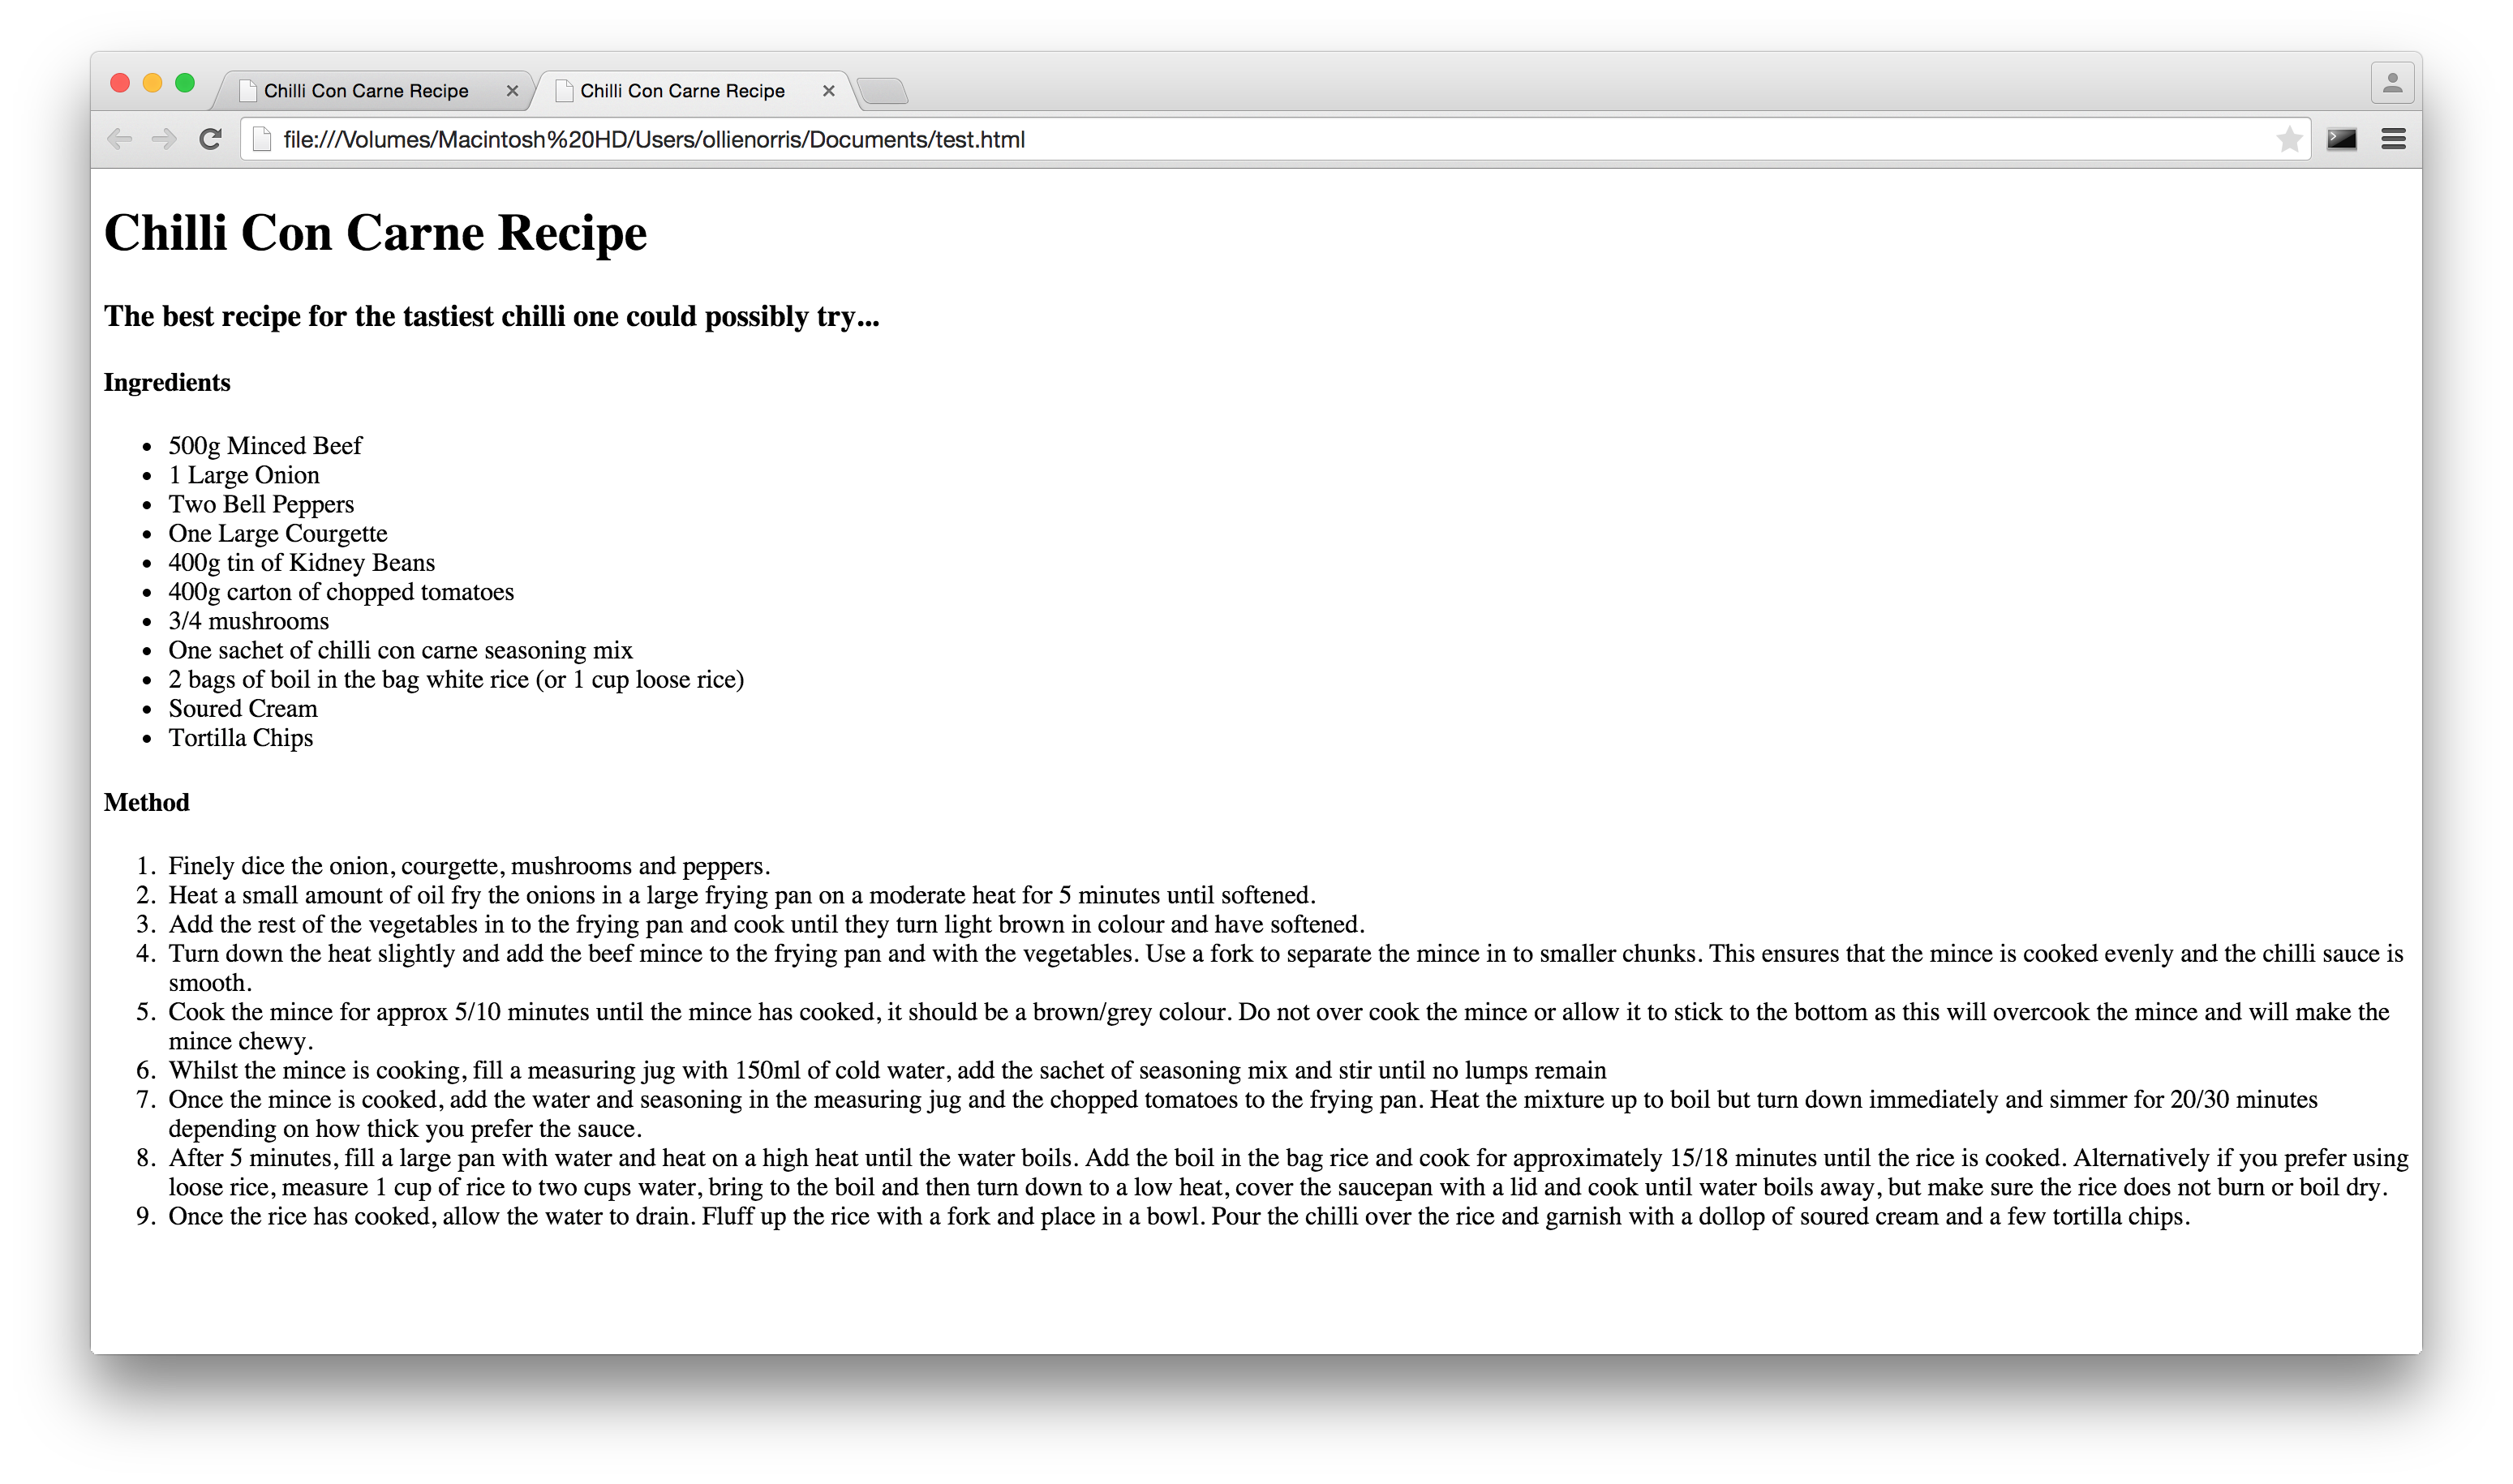 Chilli Con Carne Recipe
Chilli Con Carne Recipe
file:///Volumes/Macintosh%20HD/Users/ollienorris/Documents/test.html
Chilli Con Carne Recipe
The best recipe for the tastiest chilli one could possibly try...
Ingredients
• 500g Minced Beef
• 1 Large Onion
• Two Bell Peppers
• One Large Courgette
• 400g tin of Kidney Beans
• 400g carton of chopped tomatoes
• 3/4 mushrooms
• One sachet of chilli con carne seasoning mix
• 2 bags of boil in the bag white rice (or 1 cup loose rice)
• Soured Cream
• Tortilla Chips
Method
1. Finely dice the onion, courgette, mushrooms and peppers.
2. Heat a small amount of oil fry the onions in a large frying pan on a moderate heat for 5 minutes until softened.
3. Add the rest of the vegetables in to the frying pan and cook until they turn light brown in colour and have softened.
4. Turn down the heat slightly and add the beef mince to the frying pan and with the vegetables. Use a fork to separate the mince in to smaller chunks. This ensures that the mince is cooked evenly and the chilli sauce is
smooth.
5. Cook the mince for approx 5/10 minutes until the mince has cooked, it should be a brown/grey colour. Do not over cook the mince or allow it to stick to the bottom as this will overcook the mince and will make the
mince chewy.
6. Whilst the mince is cooking, fill a measuring jug with 150ml of cold water, add the sachet of seasoning mix and stir until no lumps remain
7. Once the mince is cooked, add the water and seasoning in the measuring jug and the chopped tomatoes to the frying pan. Heat the mixture up to boil but turn down immediately and simmer for 20/30 minutes
depending on how thick you prefer the sauce.
8. After 5 minutes, fill a large pan with water and heat on a high heat until the water boils. Add the boil in the bag rice and cook for approximately 15/18 minutes until the rice is cooked. Alternatively if you prefer using
loose rice, measure 1 cup of rice to two cups water, bring to the boil and then turn down to a low heat, cover the saucepan with a lid and cook until water boils away, but make sure the rice does not burn or boil dry.
9. Once the rice has cooked, allow the water to drain. Fluff up the rice with a fork and place in a bowl. Pour the chilli over the rice and garnish with a dollop of soured cream and a few tortilla chips.